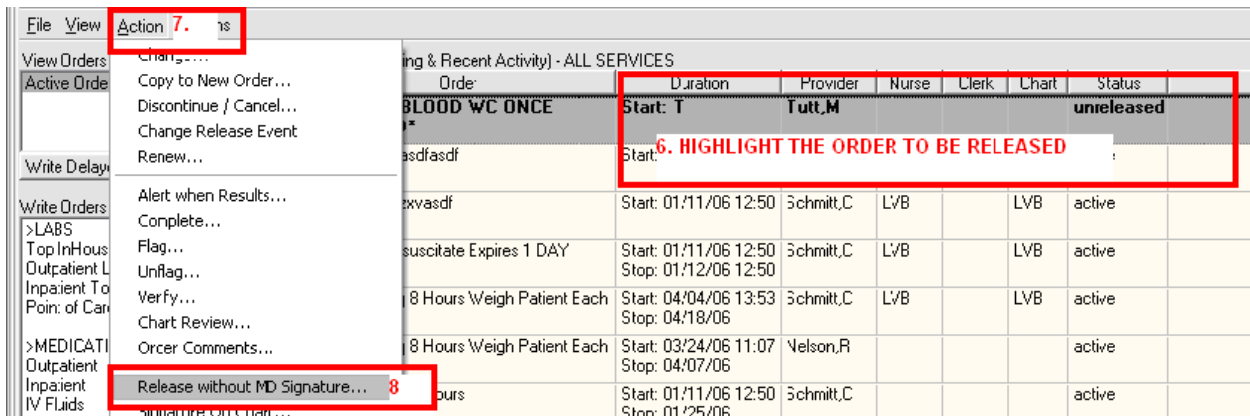 File View Action 7.
View Orders
ing & Recent Activity) - ALL SERVICES
Active Orde
Order Duration Provider Nurse Clerk Chart Status
BLOOD WC ONCE Start: T Tutt,M unreleased
6. HIGHLIGHT THE ORDER TO BE RELEASED
asdfasdf Start:
Copy to New Order...
Discontinue / Cancel...
Change Release Event
Renew...
Alert when Results...
Complete...
Flag...
Unflag...
Verify...
Chart Review...
Order Comments...
Release without MD Signature... 8
Signature On Chart...
Write Delay
Write Orders
>LABS
Top InHous
Outpatient L
Inpatient To
Point of Car
>MEDICATI
Outpatient
Inpatient
IV Fluids
zxvasdf Start: 01/11/06 12:50 Schmitt,C LVB LVB active
suscitate Expires 1 DAY Start: 01/11/06 12:50 Schmitt,C LVB LVB active
Stop: 01/12/06 12:50
g 8 Hours Weigh Patient Each Start: 04/04/06 13:53 Schmitt,C LVB LVB active
Stop: 04/18/06
g 8 Hours Weigh Patient Each Start: 03/24/06 11:07 Nelson,R active
Stop: 04/07/06
ours Start: 01/11/06 12:50 Schmitt,C active
Stop: 01/25/06